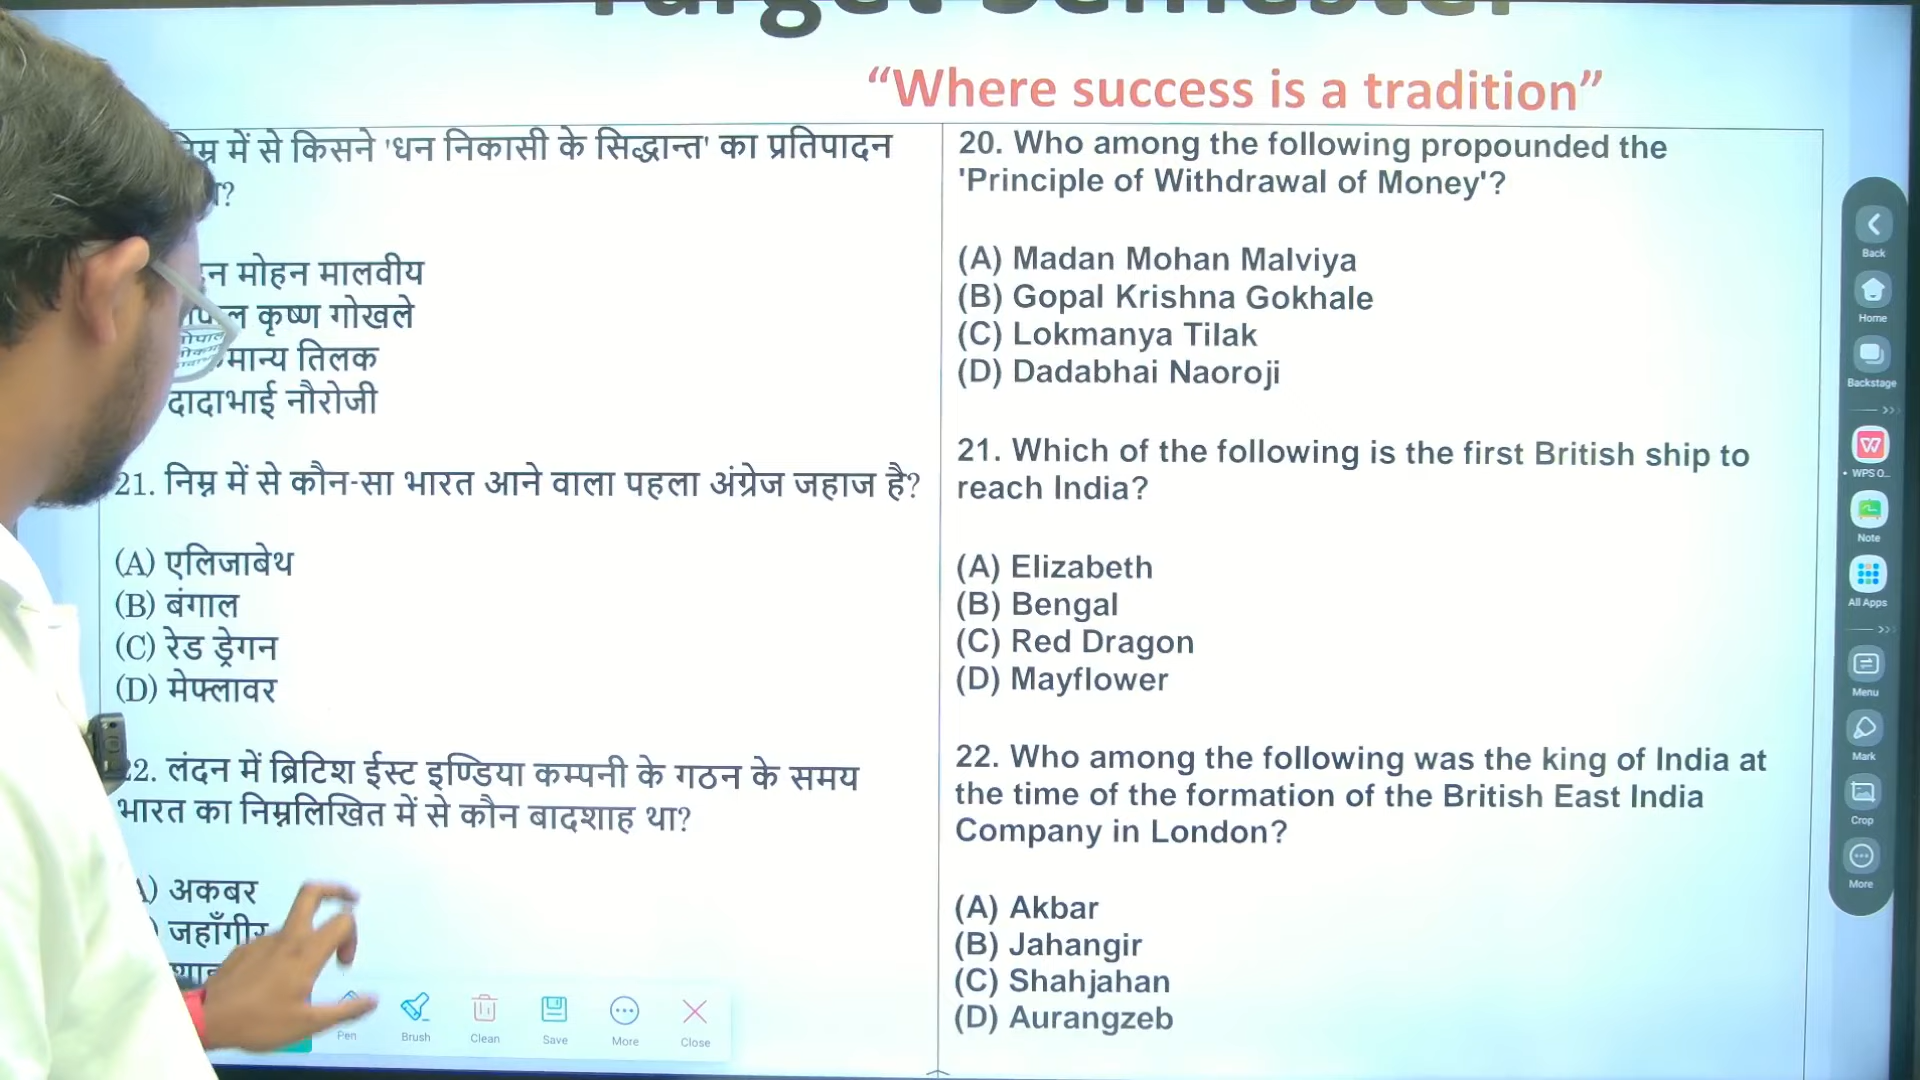 Target Semester
“Where success is a tradition”
निम्न में से किसने 'धन निकासी के सिद्धान्त' का प्रतिपादन
?
न मोहन मालवीय
ल कृष्ण गोखले
मान्य तिलक
दादाभाई नौरोजी
21. निम्न में से कौन-सा भारत आने वाला पहला अंग्रेज जहाज है?
(A) एलिजाबेथ
(B) बंगाल
(C) रेड ड्रेगन
(D) मेफ्लावर
2. लंदन में ब्रिटिश ईस्ट इण्डिया कम्पनी के गठन के समय
भारत का निम्नलिखित में से कौन बादशाह था?
) अकबर
) जहाँगीर
20. Who among the following propounded the
'Principle of Withdrawal of Money'?
(A) Madan Mohan Malviya
(B) Gopal Krishna Gokhale
(C) Lokmanya Tilak
(D) Dadabhai Naoroji
21. Which of the following is the first British ship to
reach India?
(A) Elizabeth
(B) Bengal
(C) Red Dragon
(D) Mayflower
22. Who among the following was the king of India at
the time of the formation of the British East India
Company in London?
(A) Akbar
(B) Jahangir
(C) Shahjahan
(D) Aurangzeb
Pen
Brush
Clean
Save
More
Close
Back
Home
Backstage
WPS O...
Note
All Apps
Menu
Mark
Crop
More